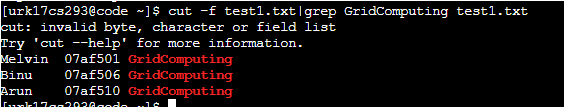 [urk17cs293@code ~]$ cut -f test1.txt|grep GridComputing test1.txt
cut: invalid byte, character or field list
Try 'cut --help' for more information.
Melvin  07af501 GridComputing
Binu    07af506 GridComputing
Arun    07af510 GridComputing
[urk17cs293@code ~]$